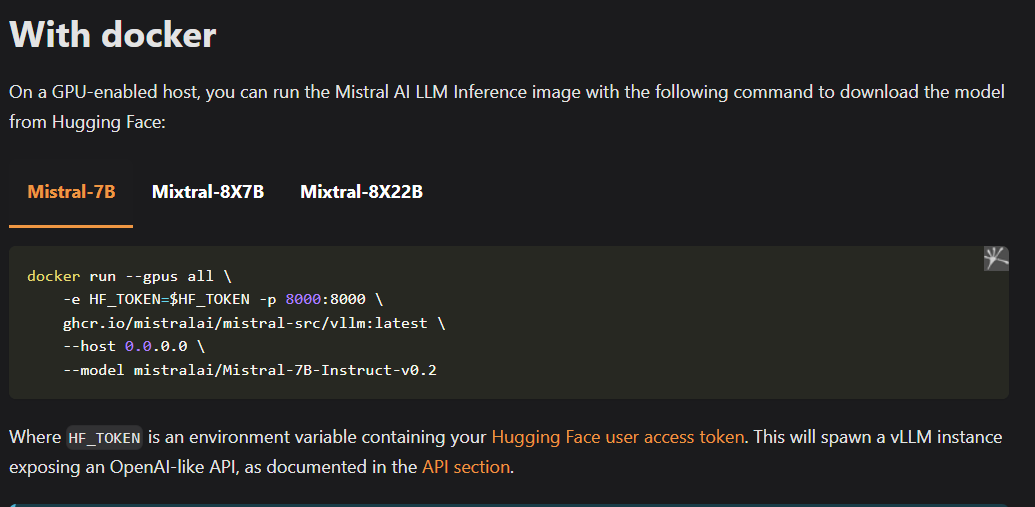 With docker
On a GPU-enabled host, you can run the Mistral AI LLM Inference image with the following command to download the model
from Hugging Face:
Mistral-7B Mixtral-8X7B Mixtral-8X22B
docker run --gpus all \
    -e HF_TOKEN=$HF_TOKEN -p 8000:8000 \
    ghcr.io/mistralai/mistral-src/vllm:latest \
    --host 0.0.0.0 \
    --model mistralai/Mistral-7B-Instruct-v0.2
Where HF_TOKEN is an environment variable containing your Hugging Face user access token. This will spawn a vLLM instance
exposing an OpenAI-like API, as documented in the API section.